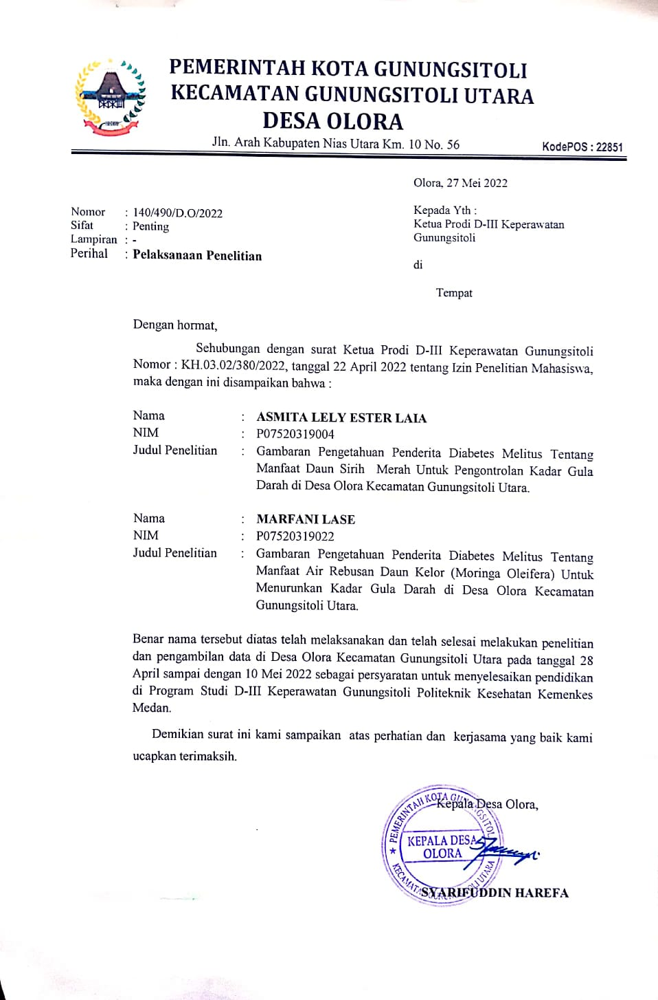 PEMERINTAH KOTA GUNUNGSITOLI
KECAMATAN GUNUNGSITOLI UTARA
DESA OLORA
Jln. Arah Kabupaten Nias Utara Km. 10 No. 56
KodePOS : 22851
Olora, 27 Mei 2022
Nomor : 140/490/D.O/2022
Sifat : Penting
Lampiran : -
Perihal : Pelaksanaan Penelitian
Kepada Yth :
Ketua Prodi D-III Keperawatan
Gunungsitoli
di
Tempat
Dengan hormat,
Sehubungan dengan surat Ketua Prodi D-III Keperawatan Gunungsitoli
Nomor : KH.03.02/380/2022, tanggal 22 April 2022 tentang Izin Penelitian Mahasiswa,
maka dengan ini disampaikan bahwa :
Nama : ASMITA LELY ESTER LAIA
NIM : P07520319004
Judul Penelitian : Gambaran Pengetahuan Penderita Diabetes Melitus Tentang
Manfaat Daun Sirih Merah Untuk Pengontrolan Kadar Gula
Darah di Desa Olora Kecamatan Gunungsitoli Utara.
Nama : MARFANI LASE
NIM : P07520319022
Judul Penelitian : Gambaran Pengetahuan Penderita Diabetes Melitus Tentang
Manfaat Air Rebusan Daun Kelor (Moringa Oleifera) Untuk
Menurunkan Kadar Gula Darah di Desa Olora Kecamatan
Gunungsitoli Utara.
Benar nama tersebut diatas telah melaksanakan dan telah selesai melakukan penelitian
dan pengambilan data di Desa Olora Kecamatan Gunungsitoli Utara pada tanggal 28
April sampai dengan 10 Mei 2022 sebagai persyaratan untuk menyelesaikan pendidikan
di Program Studi D-III Keperawatan Gunungsitoli Politeknik Kesehatan Kemenkes
Medan.
Demikian surat ini kami sampaikan atas perhatian dan kerjasama yang baik kami
ucapkan terimaksih.
Kepala Desa Olora,
PEMERINTAH KOTA GUNUNGSITOLI
KEPALA DESA
OLORA
KECAMATAN GUNUNGSITOLI UTARA
SYARIFUDDIN HAREFA